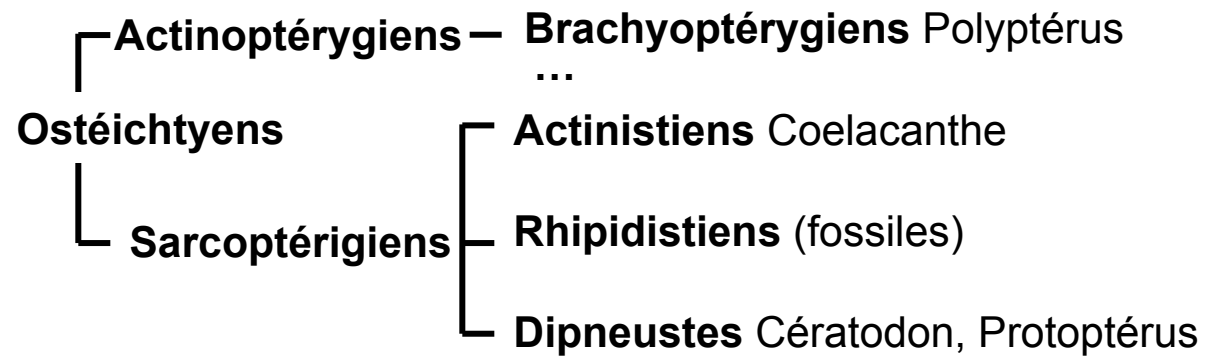 Actinoptérygiens Brachyoptérygiens Polyptérus
...
Ostéichtyens
Actinistiens Coelacanthe
Sarcoptérigiens
Rhipidistiens (fossiles)
Dipneustes Cératodon, Protoptérus